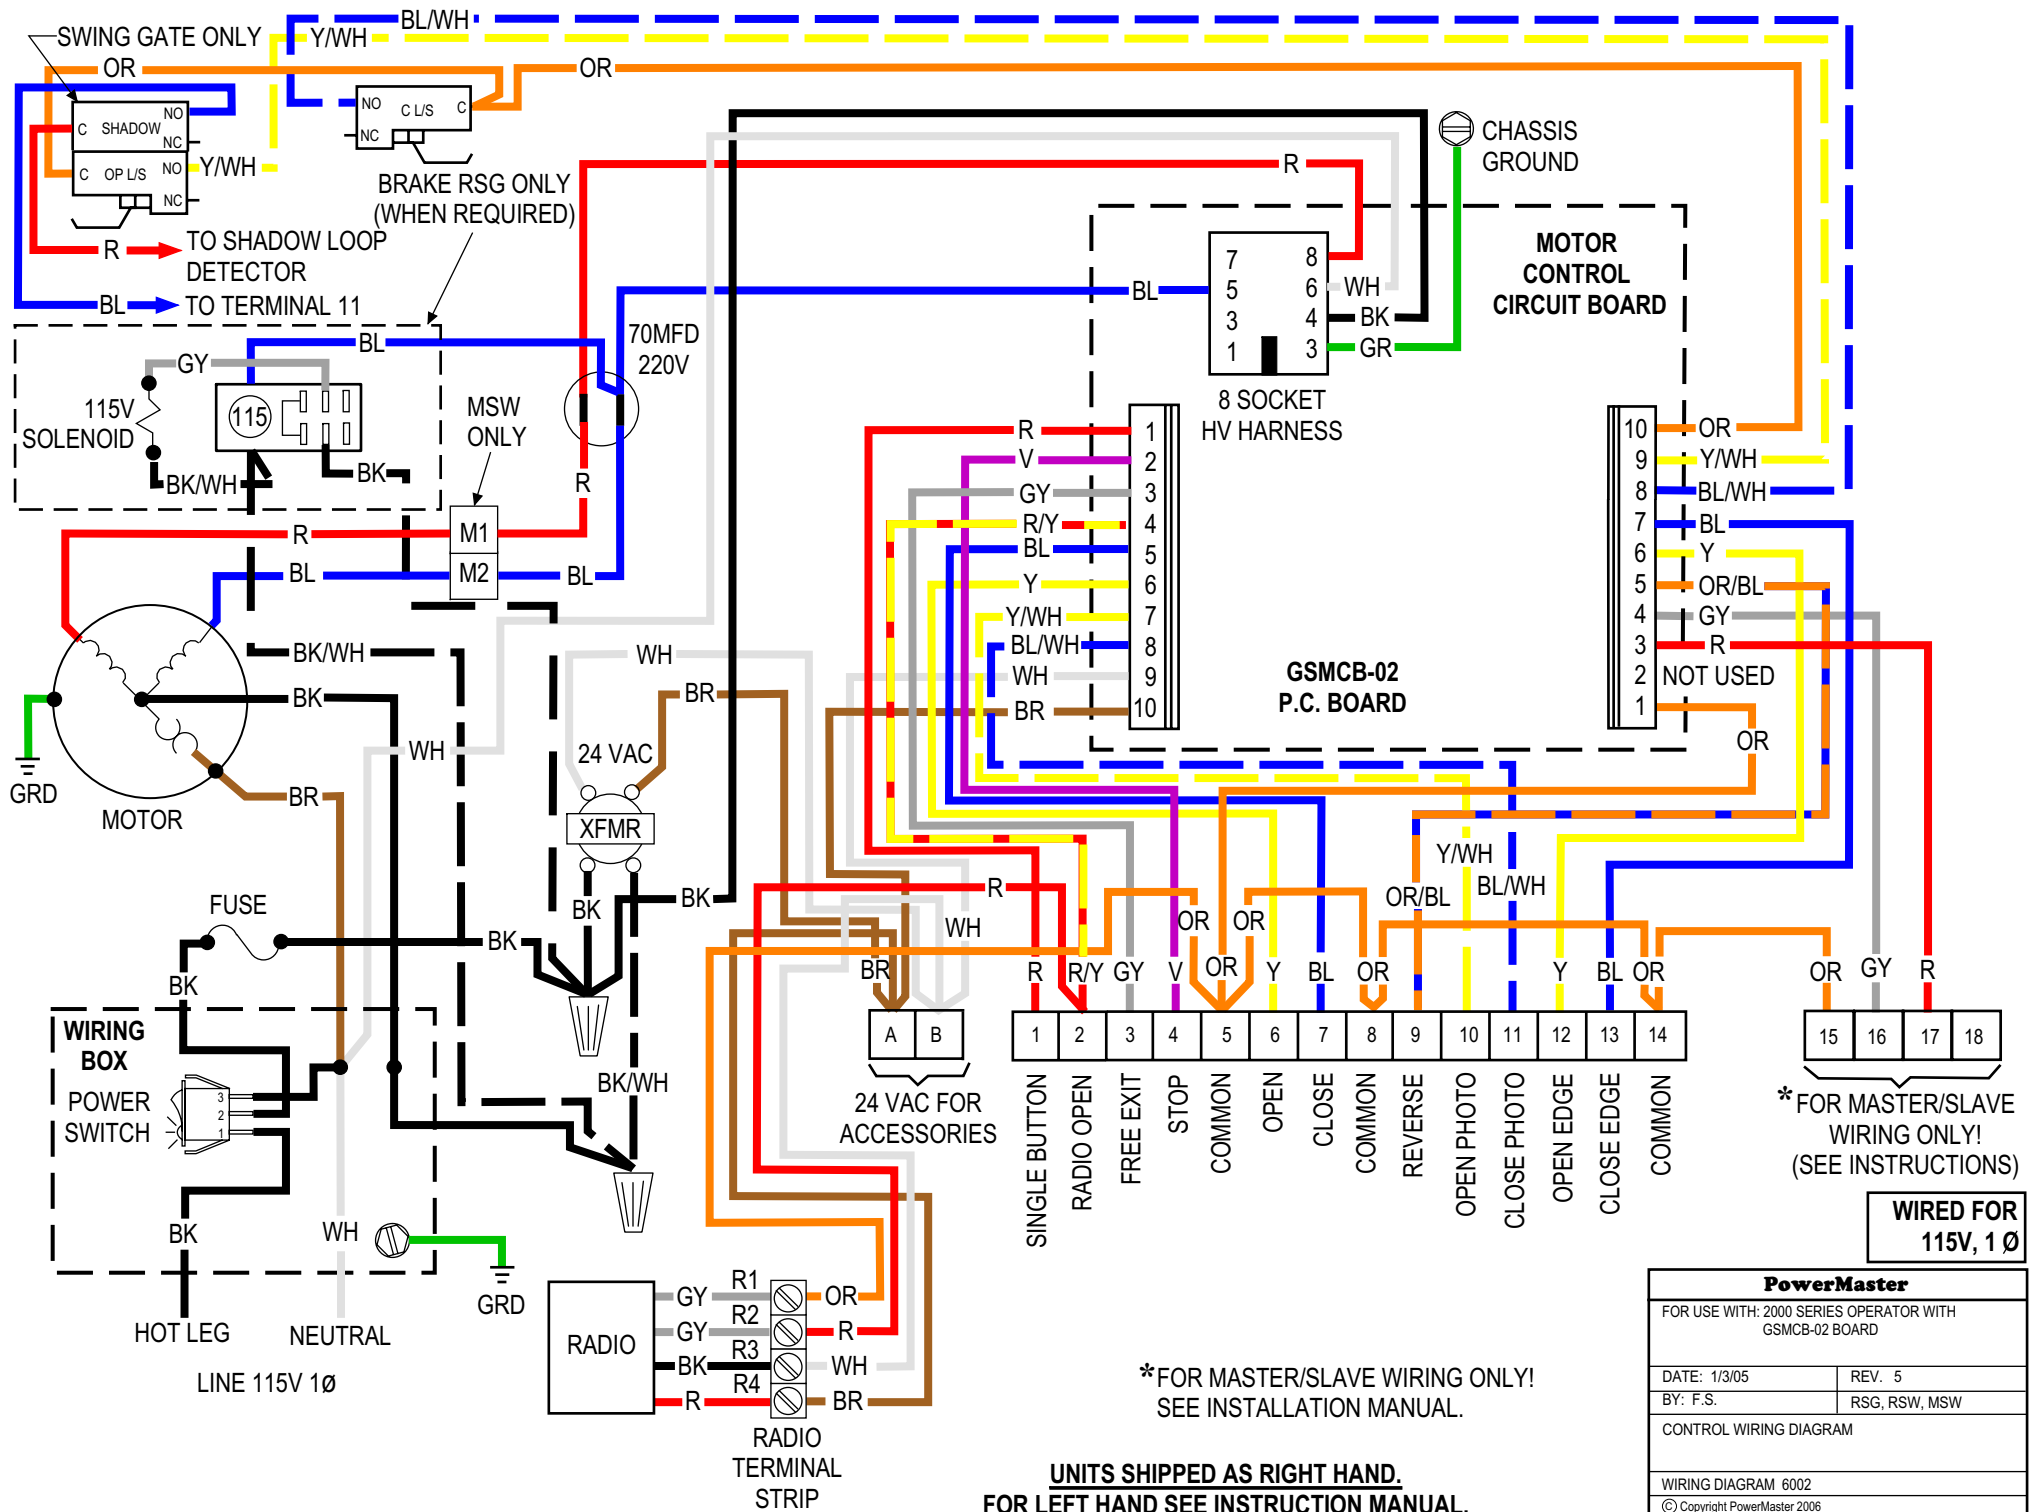 BL/WH
SWING GATE ONLY
Y/WH
OR
OR
NO
C SHADOW
NC
NO
C L/S
C
NC
C OP L/S NO
Y/WH
NC
CHASSIS
GROUND
BRAKE RSG ONLY
(WHEN REQUIRED)
R
R
TO SHADOW LOOP
DETECTOR
BL
TO TERMINAL 11
MOTOR
CONTROL
CIRCUIT BOARD
7 8
5 6
3 4
1 3
BL
WH
BK
GR
8 SOCKET
HV HARNESS
70MFD
220V
BL
GY
115V
SOLENOID
115
BK/WH
BK
MSW
ONLY
R
R
M1
BL
M2
BL
R 1
V 2
GY 3
R/Y 4
BL 5
Y 6
Y/WH 7
BL/WH 8
WH 9
BR 10
10 OR
9 Y/WH
8 BL/WH
7 BL
6 Y
5 OR/BL
4 GY
3 R
2 NOT USED
1
OR
GSMCB-02
P.C. BOARD
BK/WH
BK
WH
WH
BR
24 VAC
XFMR
GRD
MOTOR
BR
FUSE
BK
BK
BK
BK
R
WH
BR
Y/WH
BL/WH
OR/BL
OR
OR
R R/Y GY V OR Y BL OR Y BL OR OR GY R
WIRING
BOX
POWER
SWITCH
3
2
1
BK
WH
BK/WH
GRD
HOT LEG
NEUTRAL
LINE 115V 1ø
A B
24 VAC FOR
ACCESSORIES
1 2 3 4 5 6 7 8 9 10 11 12 13 14
15 16 17 18
SINGLE BUTTON
RADIO OPEN
FREE EXIT
STOP
COMMON
OPEN
CLOSE
COMMON
REVERSE
OPEN PHOTO
CLOSE PHOTO
OPEN EDGE
CLOSE EDGE
COMMON
*FOR MASTER/SLAVE
WIRING ONLY!
(SEE INSTRUCTIONS)
WIRED FOR
115V, 1 Ø
RADIO
GY R1 OR
GY R2 R
BK R3 WH
R R4 BR
RADIO
TERMINAL
STRIP
*FOR MASTER/SLAVE WIRING ONLY!
SEE INSTALLATION MANUAL.
UNITS SHIPPED AS RIGHT HAND.
FOR LEFT HAND SEE INSTRUCTION MANUAL.
PowerMaster
FOR USE WITH: 2000 SERIES OPERATOR WITH
GSMCB-02 BOARD
DATE: 1/3/05
REV. 5
BY: F.S.
RSG, RSW, MSW
CONTROL WIRING DIAGRAM
WIRING DIAGRAM 6002
© Copyright PowerMaster 2006